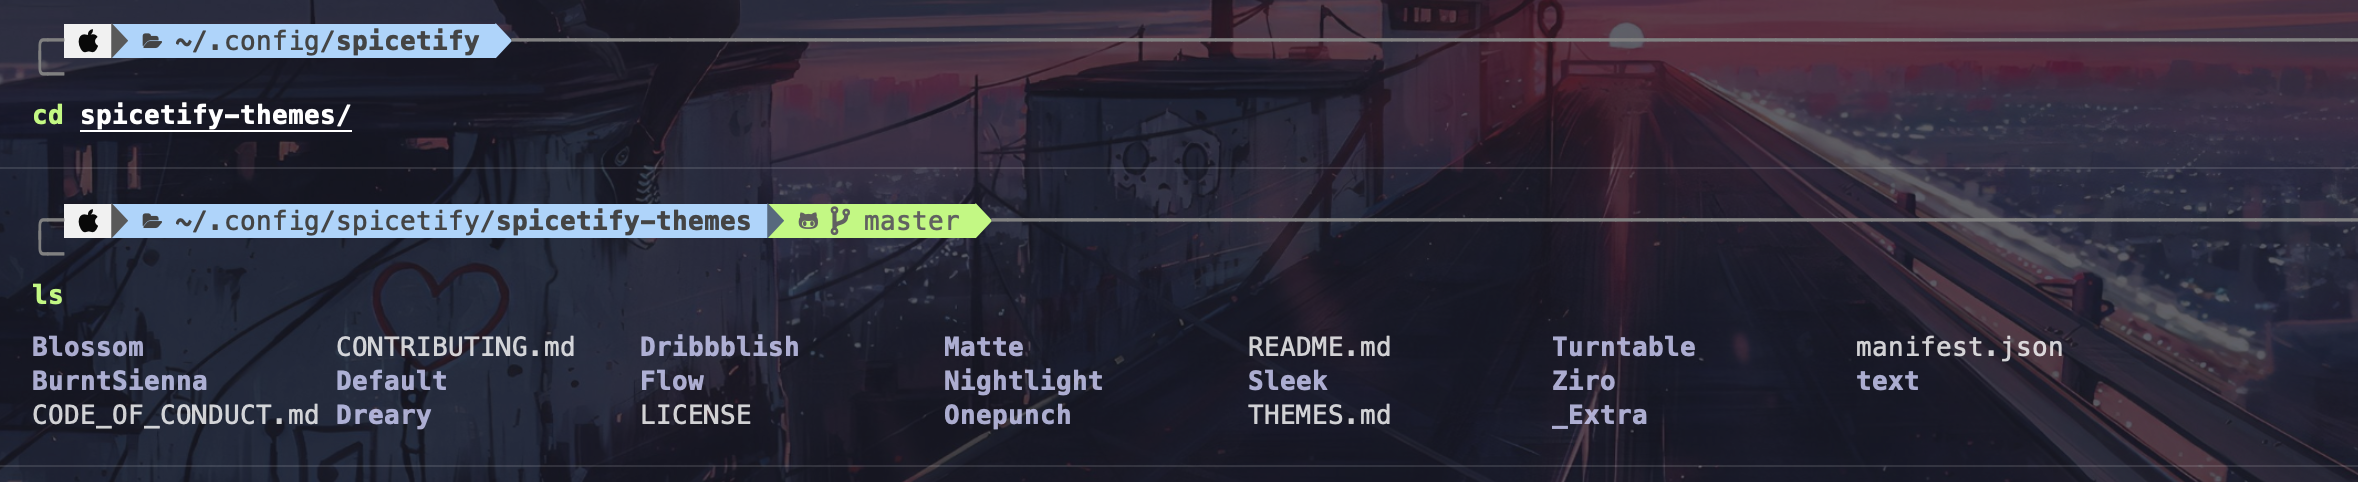 ~/.config/spicetify
cd spicetify-themes/
~/.config/spicetify/spicetify-themes master
ls
Blossom CONTRIBUTING.md Dribbblish Matte README.md Turntable manifest.json
BurntSienna Default Flow Nightlight Sleek Ziro text
CODE_OF_CONDUCT.md Dreary LICENSE Onepunch THEMES.md _Extra